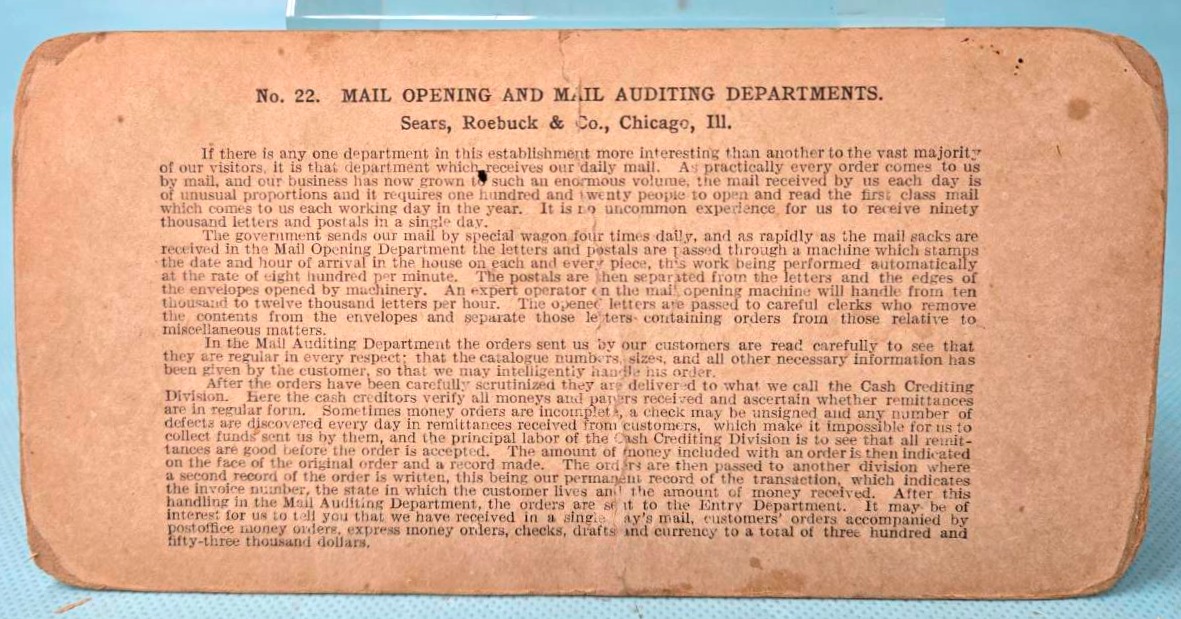 No. 22. MAIL OPENING AND MAIL AUDITING DEPARTMENTS.
Sears, Roebuck & Co., Chicago, Ill.
If there is any one department in this establishment more interesting than another to the vast majority
of our visitors, it is that department which receives our daily mail. As practically every order comes to us
by mail, and our business has now grown to such an enormous volume, the mail received by us each day is
of unusual proportions and it requires one hundred and twenty people to open and read the first class mail
which comes to us each working day in the year. It is no uncommon experience for us to receive ninety
thousand letters and postals in a single day.
The government sends our mail by special wagon four times daily, and as rapidly as the mail sacks are
received in the Mail Opening Department the letters and postals are passed through a machine which stamps
the date and hour of arrival in the house on each and every piece, this work being performed automatically
at the rate of eight hundred per minute. The postals are then separated from the letters and the edges of
the envelopes opened by machinery. An expert operator on the mail opening machine will handle from ten
thousand to twelve thousand letters per hour. The opened letters are passed to careful clerks who remove
the contents from the envelopes and separate those letters containing orders from those relative to
miscellaneous matters.
In the Mail Auditing Department the orders sent us by our customers are read carefully to see that
they are regular in every respect; that the catalogue numbers, sizes, and all other necessary information has
been given by the customer, so that we may intelligently handle his order.
After the orders have been carefully scrutinized they are delivered to what we call the Cash Crediting
Division. Here the cash creditors verify all moneys and papers received and ascertain whether remittances
are in regular form. Sometimes money orders are incomplete, a check may be unsigned and any number of
defects are discovered every day in remittances received from customers, which make it impossible for us to
collect funds sent us by them, and the principal labor of the Cash Crediting Division is to see that all remit-
tances are good before the order is accepted. The amount of money included with an order is then indicated
on the face of the original order and a record made. The orders are then passed to another division where
a second record of the order is written, this being our permanent record of the transaction, which indicates
the invoice number, the state in which the customer lives and the amount of money received. After this
handling in the Mail Auditing Department, the orders are sent to the Entry Department. It may be of
interest for us to tell you that we have received in a single day's mail, customers' orders accompanied by
postoffice money orders, express money orders, checks, drafts and currency to a total of three hundred and
fifty-three thousand dollars.